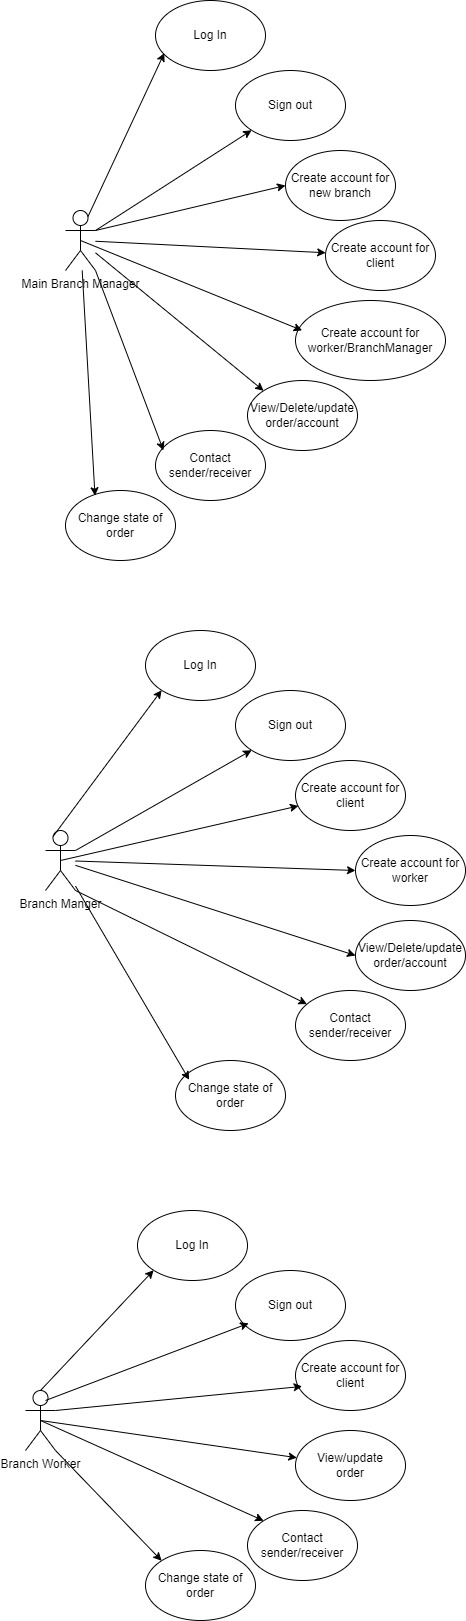 Log In
Sign out
Create account for
new branch
Create account for
client
Main Branch Manager
Create account for
worker/BranchManager
View/Delete/update
order/account
Contact
sender/receiver
Change state of
order
Log In
Sign out
Create account for
client
Create account for
worker
Branch Manger
View/Delete/update
order/account
Contact
sender/receiver
Change state of
order
Log In
Sign out
Create account for
client
View/update
order
Branch Worker
Contact
sender/receiver
Change state of
order